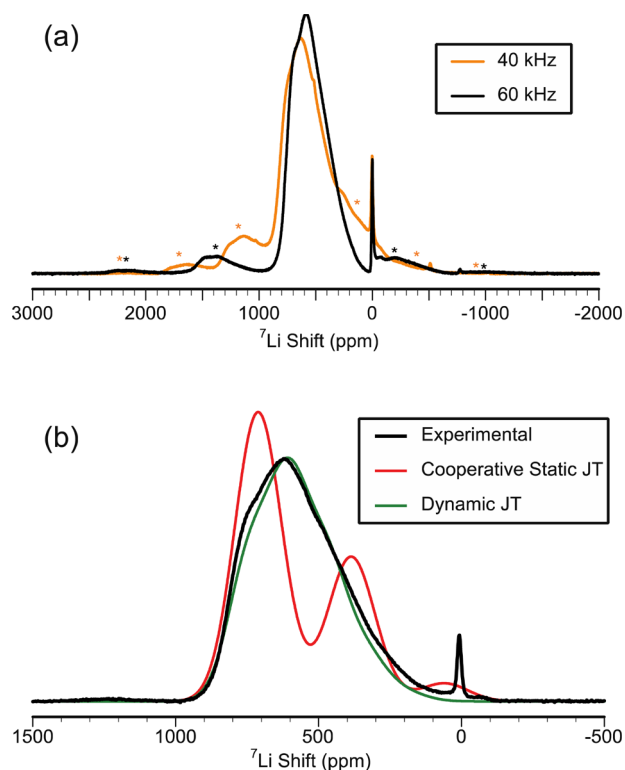 (a)
40 kHz
60 kHz
* * * * * * * * * * *
3000 2000 1000 0 -1000 -2000
⁷Li Shift (ppm)
(b)
Experimental
Cooperative Static JT
Dynamic JT
1500 1000 500 0 -500
⁷Li Shift (ppm)